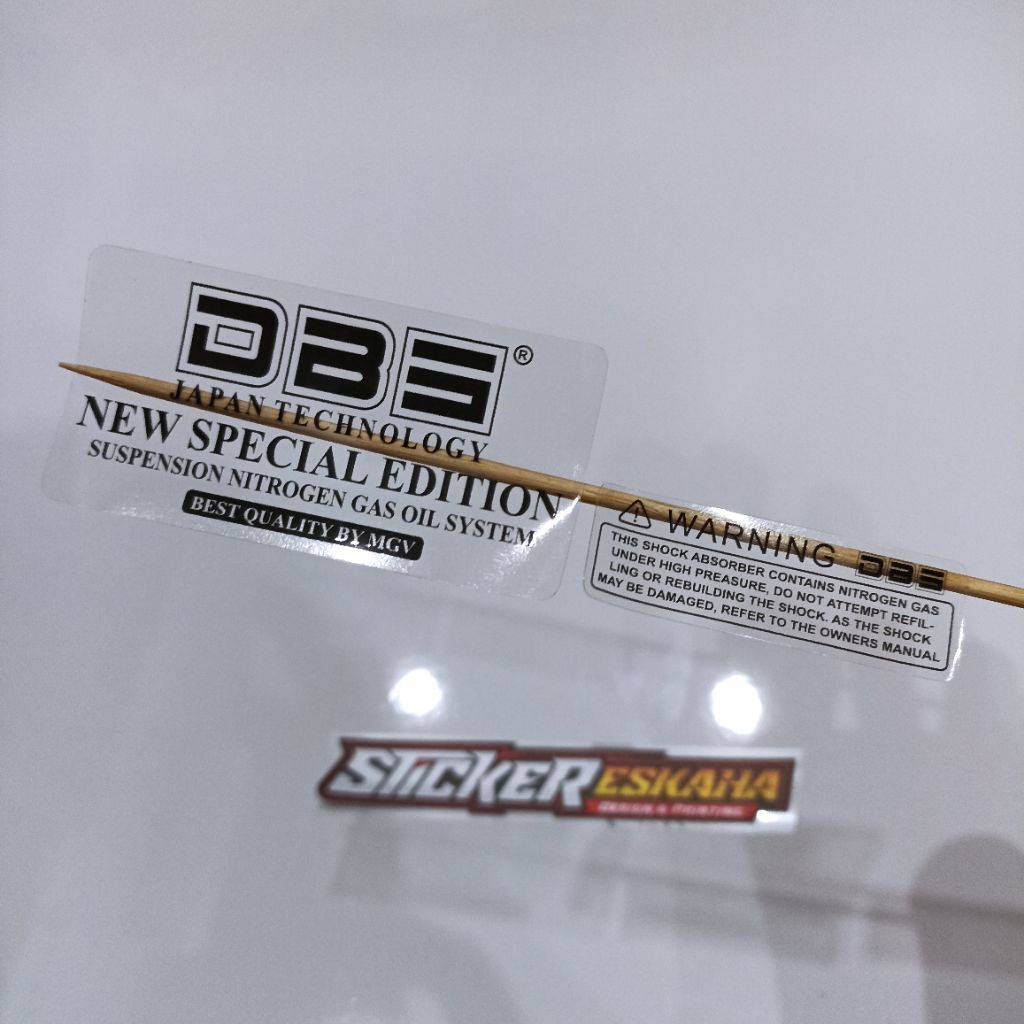 DBS ®
JAPAN TECHNOLOGY
NEW SPECIAL EDITION
SUSPENSION NITROGEN GAS OIL SYSTEM
BEST QUALITY BY MGV
WARNING DBS
THIS SHOCK ABSORBER CONTAINS NITROGEN GAS
UNDER HIGH PREASURE, DO NOT ATTEMPT REFIL-
LING OR REBUILDING THE SHOCK. AS THE SHOCK
MAY BE DAMAGED, REFER TO THE OWNERS MANUAL
STICKER ESKAHA
DESIGN & PRINTING